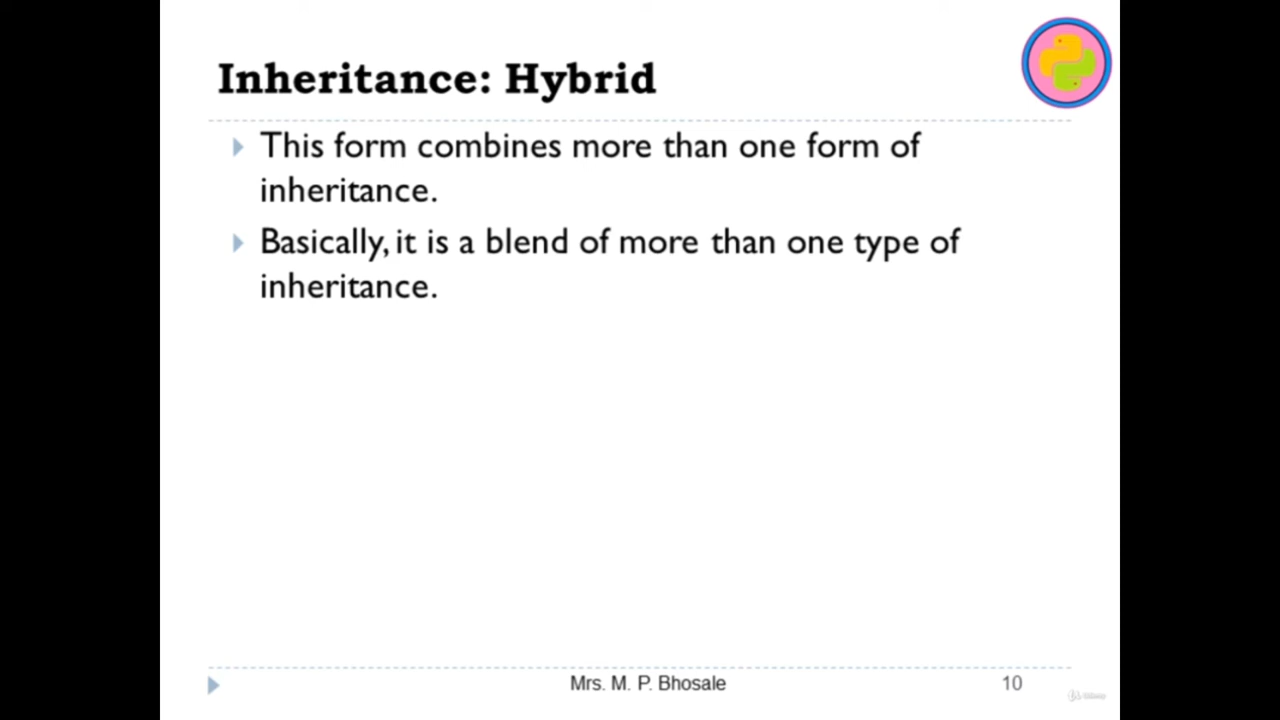 Inheritance: Hybrid
This form combines more than one form of
inheritance.
Basically, it is a blend of more than one type of
inheritance.
Mrs. M. P. Bhosale
10